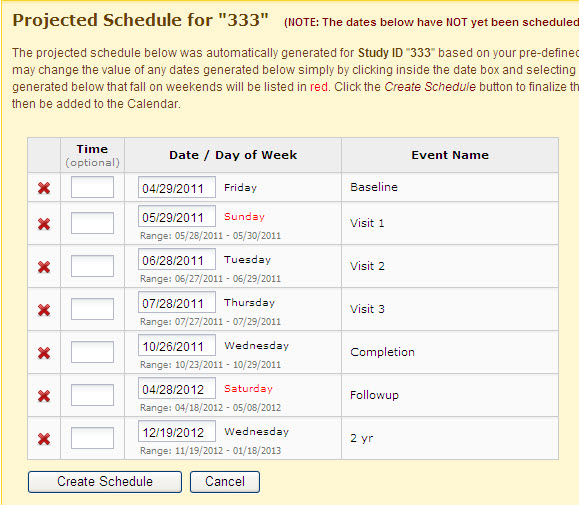 Projected Schedule for "333" (NOTE: The dates below have NOT yet been scheduled
The projected schedule below was automatically generated for Study ID "333" based on your pre-defined
may change the value of any dates generated below simply by clicking inside the date box and selecting
generated below that fall on weekends will be listed in red. Click the Create Schedule button to finalize th
then be added to the Calendar.
Time (optional) Date / Day of Week Event Name
04/29/2011 Friday Baseline
05/29/2011 Sunday Visit 1
Range: 05/28/2011 - 05/30/2011
06/28/2011 Tuesday Visit 2
Range: 06/27/2011 - 06/29/2011
07/28/2011 Thursday Visit 3
Range: 07/27/2011 - 07/29/2011
10/26/2011 Wednesday Completion
Range: 10/23/2011 - 10/29/2011
04/28/2012 Saturday Followup
Range: 04/18/2012 - 05/08/2012
12/19/2012 Wednesday 2 yr
Range: 11/19/2012 - 01/18/2013
Create Schedule Cancel